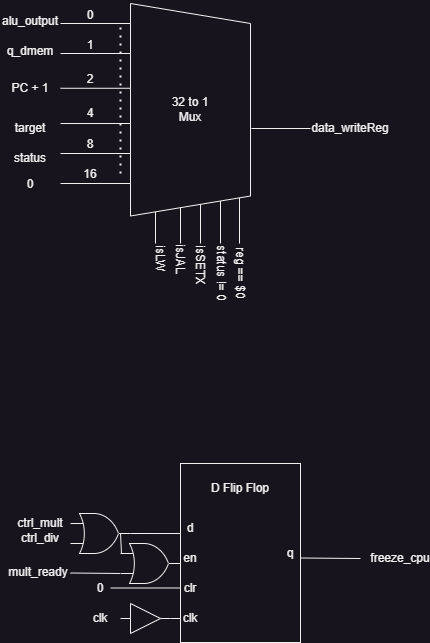 alu_output 0
q_dmem 1
PC + 1 2
target 4
status 8
0 16
32 to 1
Mux
data_writeReg
isLW
isJAL
isSETX
status != 0
reg == $0
D Flip Flop
ctrl_mult
ctrl_div
d
mult_ready
en
q
freeze_cpu
0
clr
clk
clk